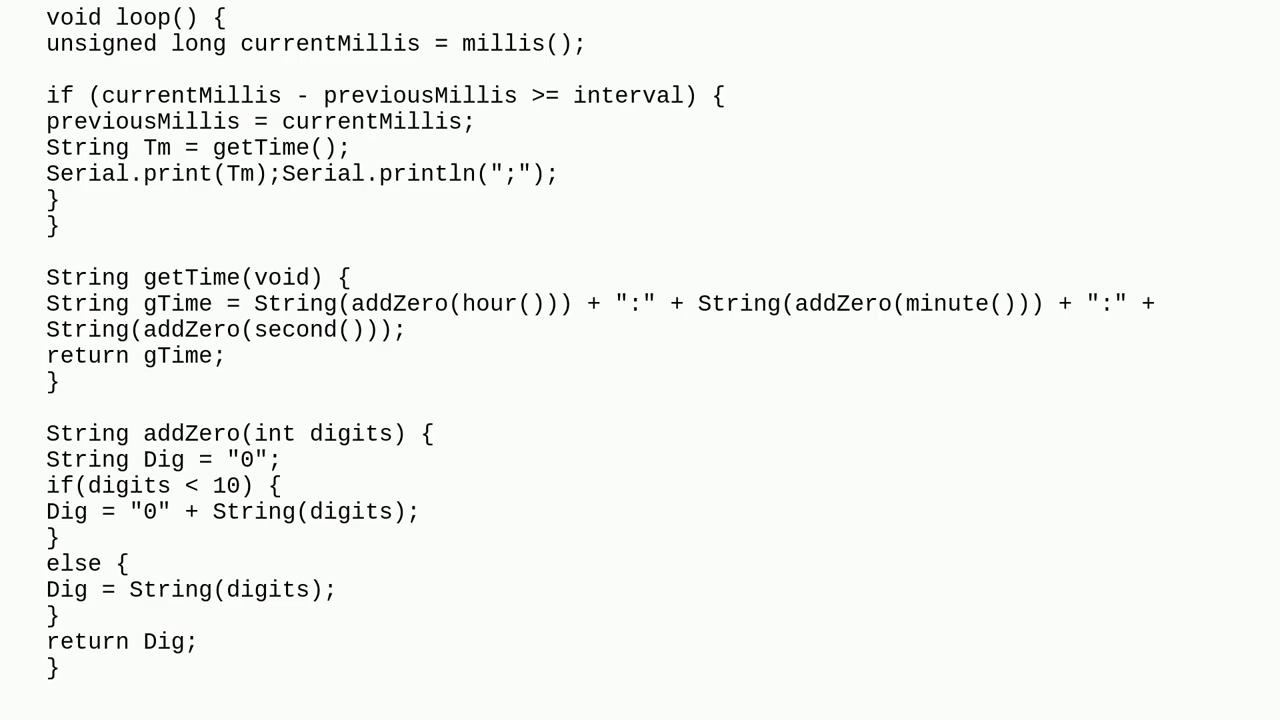 void loop() {
unsigned long currentMillis = millis();
if (currentMillis - previousMillis >= interval) {
previousMillis = currentMillis;
String Tm = getTime();
Serial.print(Tm);Serial.println(";");
}
}
String getTime(void) {
String gTime = String(addZero(hour())) + ":" + String(addZero(minute())) + ":" +
String(addZero(second()));
return gTime;
}
String addZero(int digits) {
String Dig = "0";
if(digits < 10) {
Dig = "0" + String(digits);
}
else {
Dig = String(digits);
}
return Dig;
}